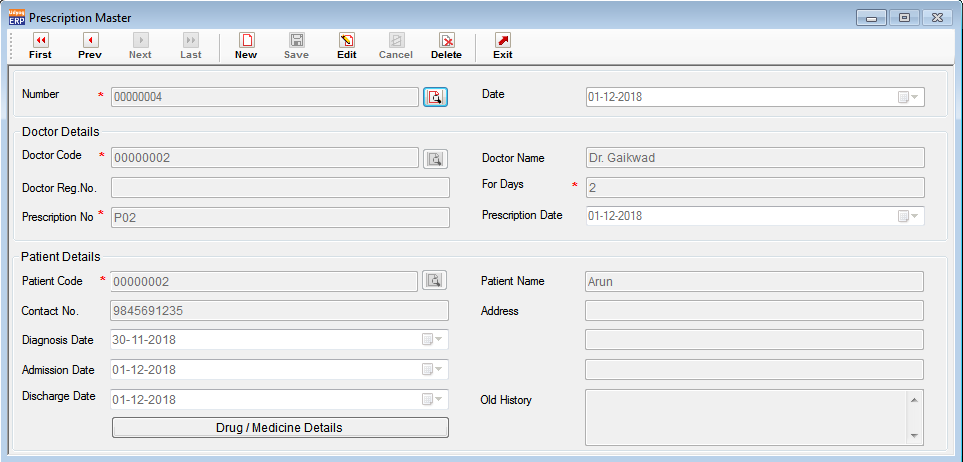 Udyog ERP Prescription Master
First Prev Next Last New Save Edit Cancel Delete Exit
Number * 00000004 Date 01-12-2018
Doctor Details
Doctor Code * 00000002 Doctor Name Dr. Gaikwad
Doctor Reg.No. For Days * 2
Prescription No * P02 Prescription Date 01-12-2018
Patient Details
Patient Code * 00000002 Patient Name Arun
Contact No. 9845691235 Address
Diagnosis Date 30-11-2018
Admission Date 01-12-2018
Discharge Date 01-12-2018 Old History
Drug / Medicine Details